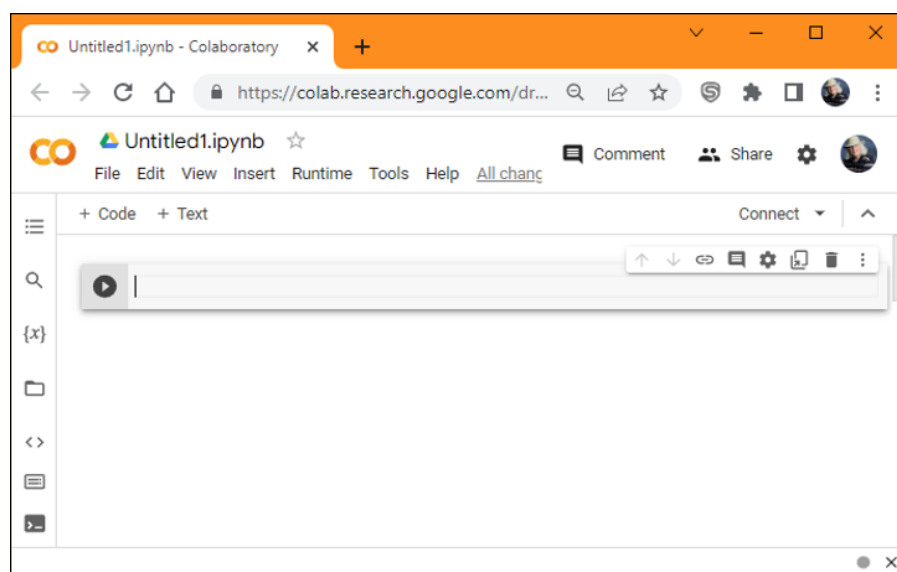 Untitled1.ipynb - Colaboratory
https://colab.research.google.com/dr...
CO Untitled1.ipynb
Comment Share
File Edit View Insert Runtime Tools Help All chang
+ Code + Text Connect
{x}